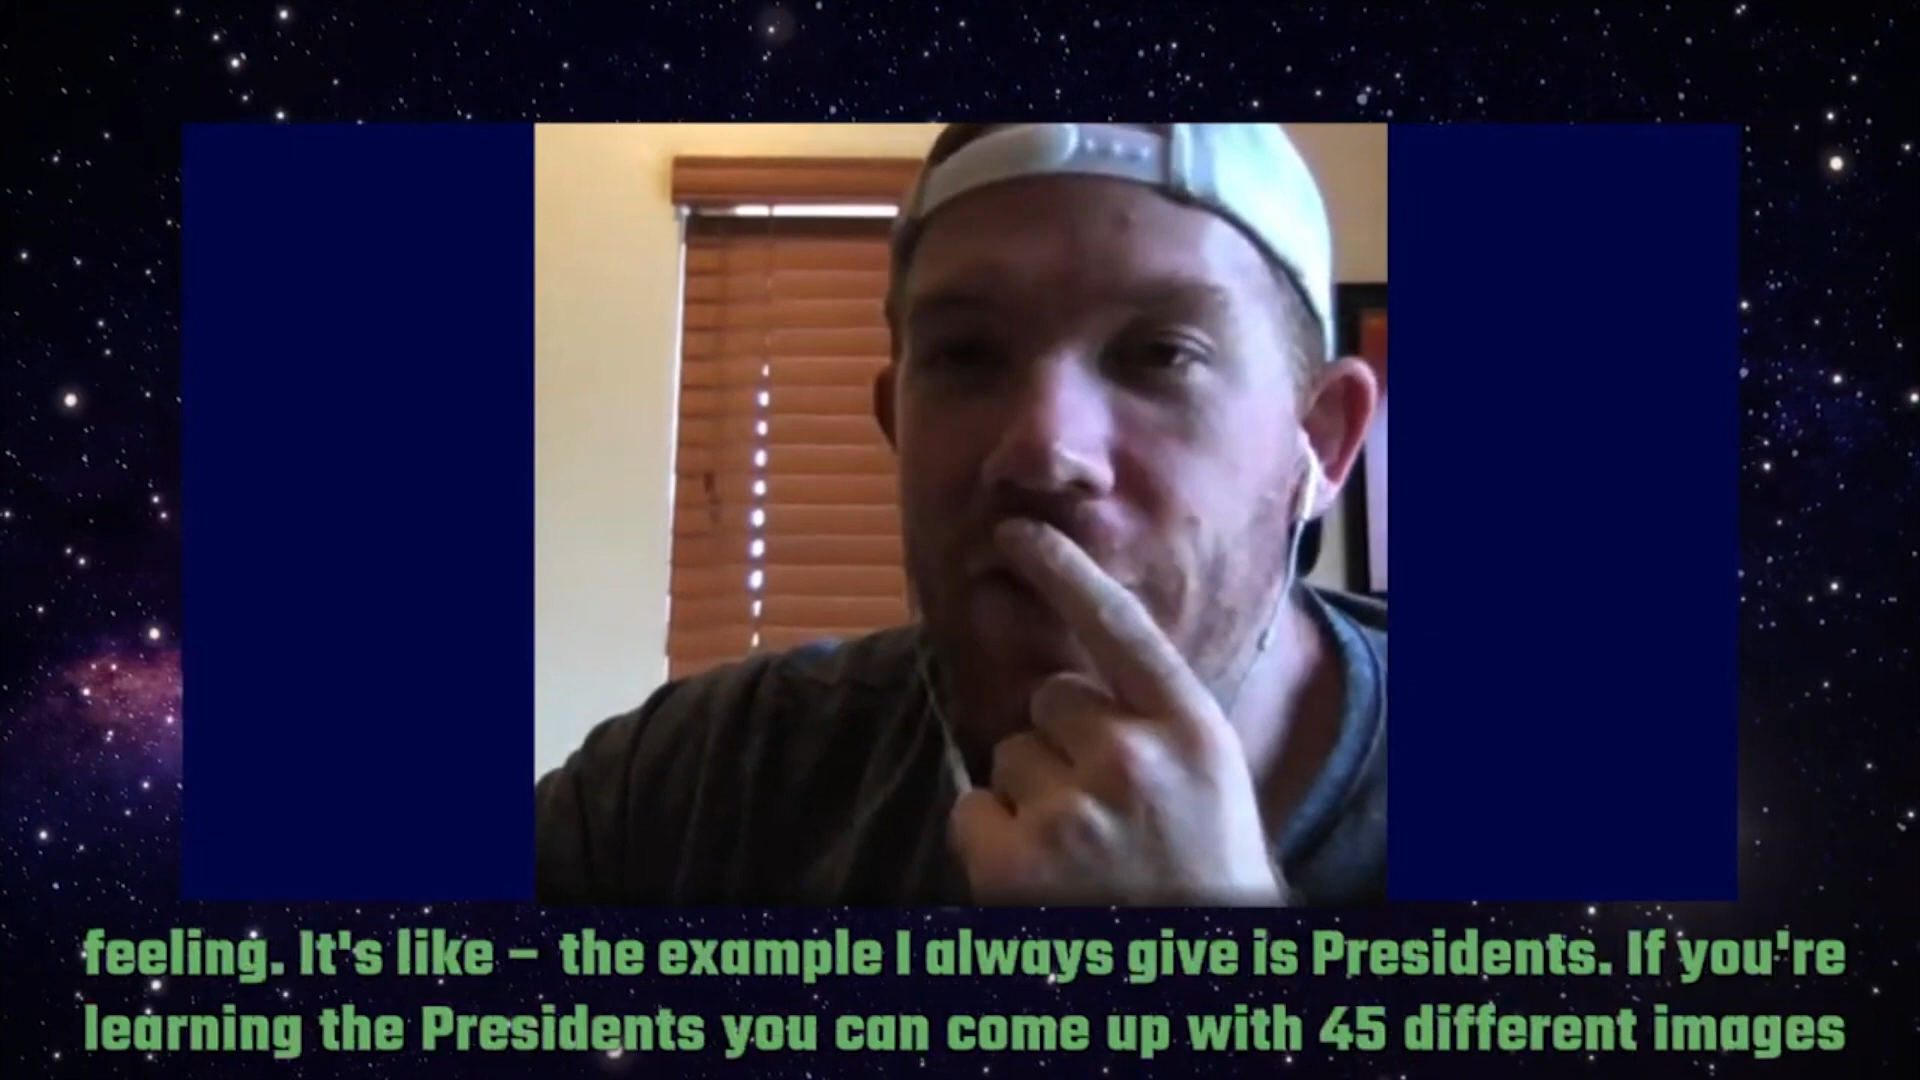 feeling. It's like – the example I always give is Presidents. If you're
learning the Presidents you can come up with 45 different images